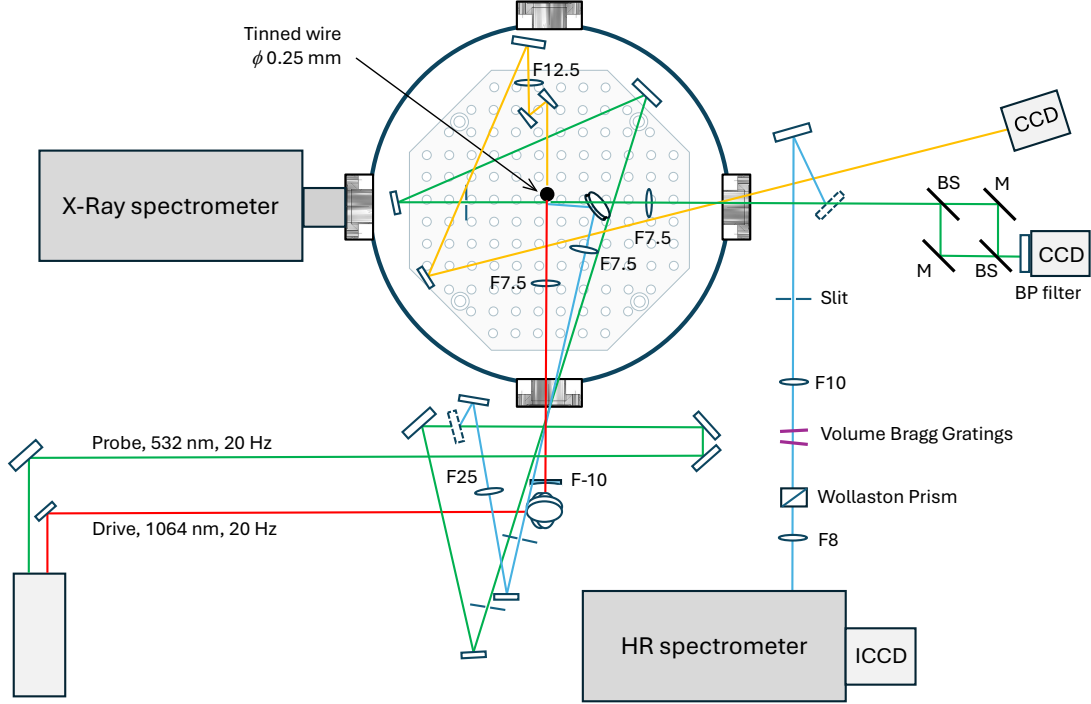 Tinned wire
ϕ 0.25 mm
F12.5
CCD
X-Ray spectrometer
BS
M
F7.5
F7.5
F7.5
M
BS
CCD
BP filter
Slit
F10
Probe, 532 nm, 20 Hz
Volume Bragg Gratings
F25
F-10
Wollaston Prism
Drive, 1064 nm, 20 Hz
F8
HR spectrometer
ICCD